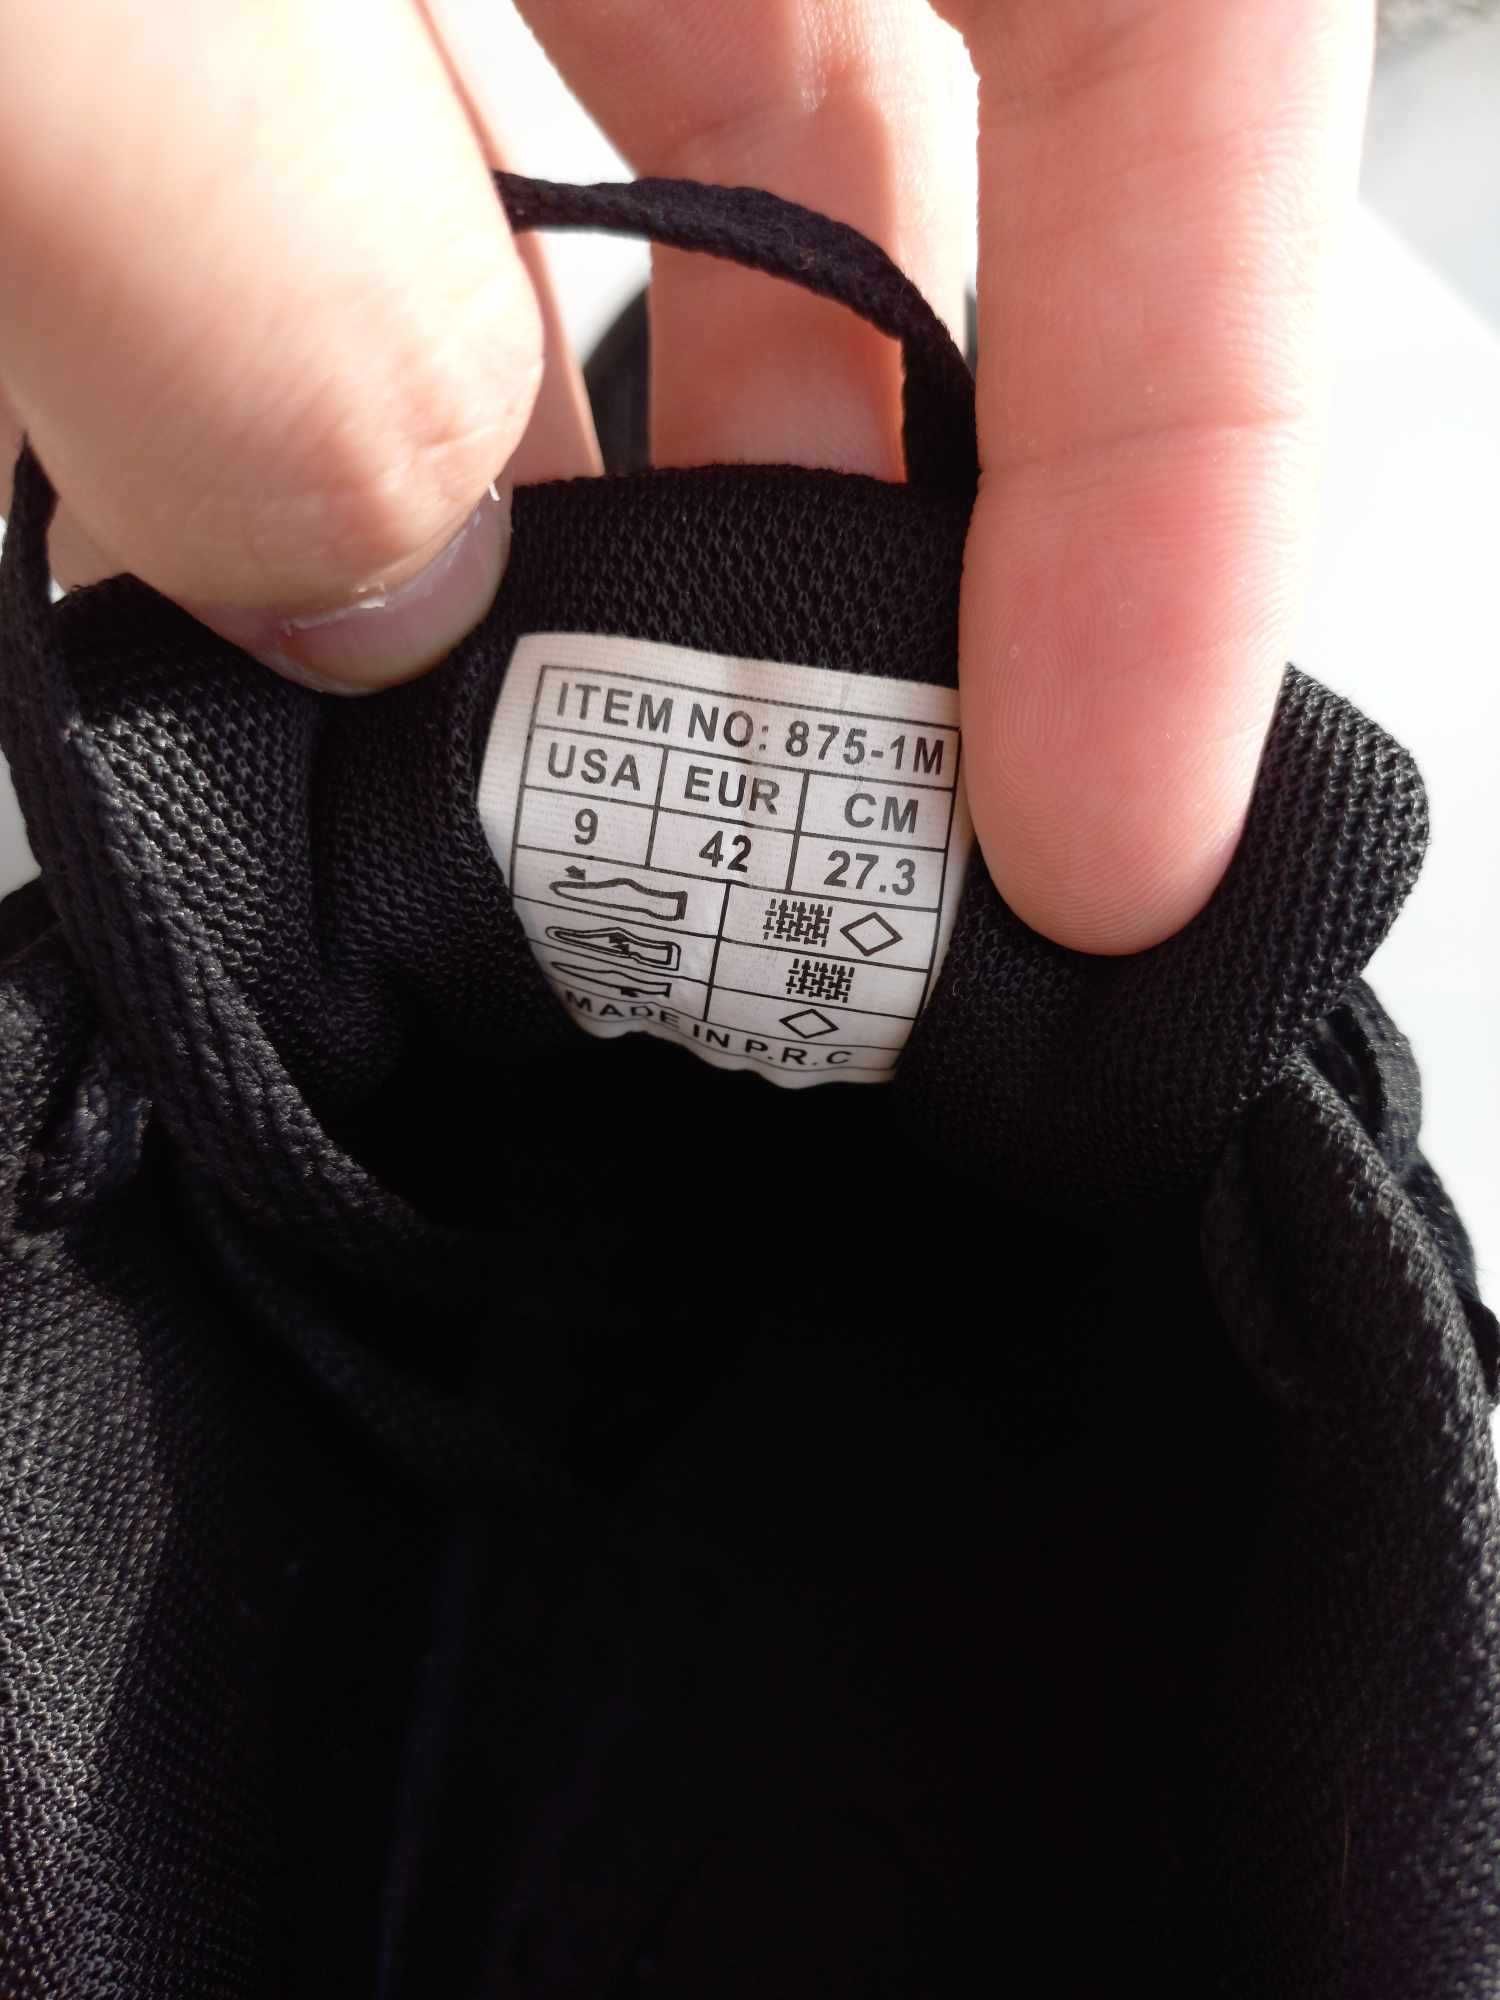 ITEM NO: 875-1M
USA EUR CM
9 42 27.3
MADE IN P.R.C